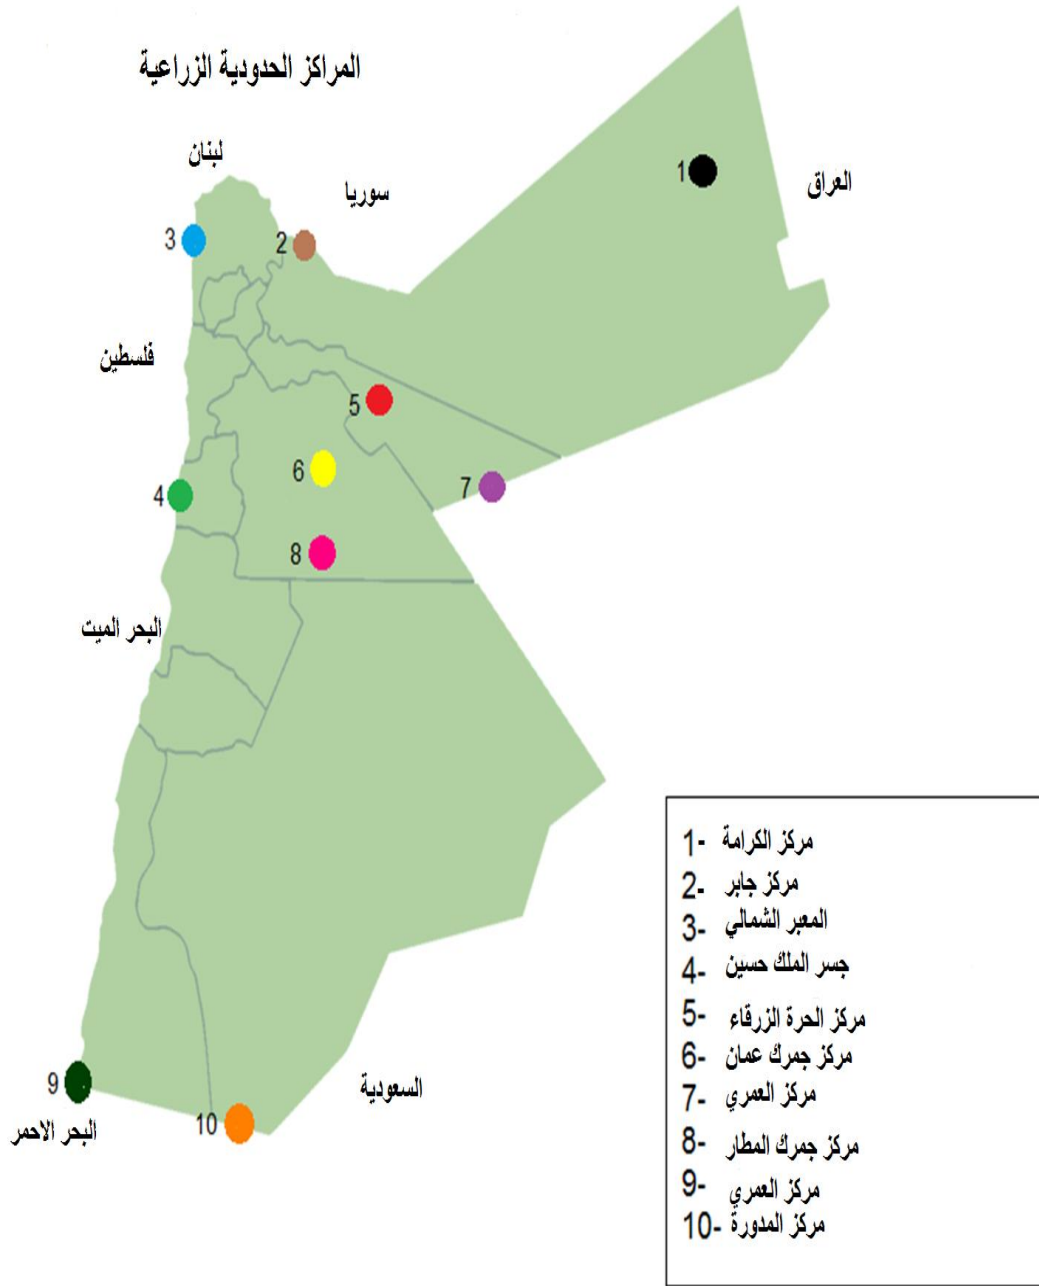 المراكز الحدودية الزراعية
لبنان
سوريا
العراق
1
3
2
فلسطين
5
6
7
4
8
البحر الميت
9
10
السعودية
البحر الاحمر
1- مركز الكرامة
2- مركز جابر
3- المعبر الشمالي
4- جسر الملك حسين
5- مركز الحرة الزرقاء
6- مركز جمرك عمان
7- مركز العمري
8- مركز جمرك المطار
9- مركز العمري
10- مركز المدورة